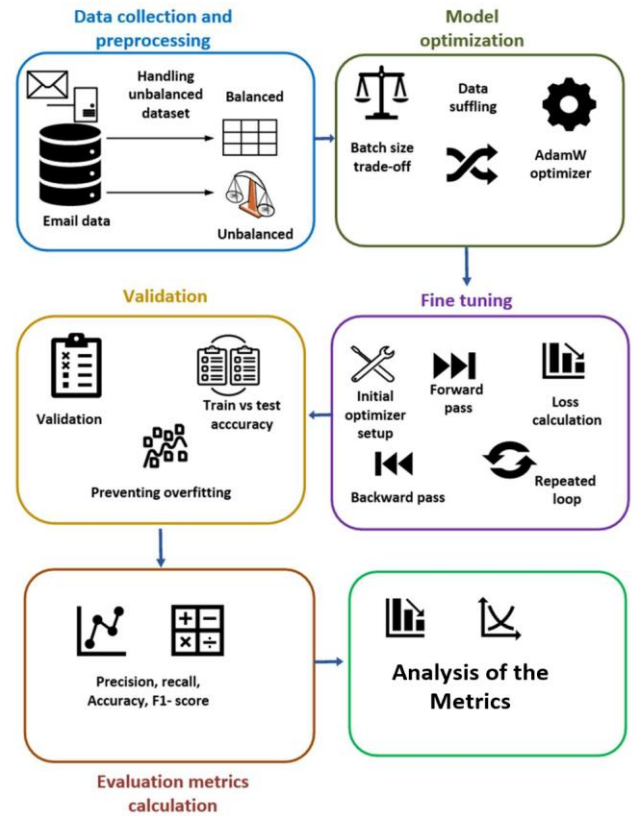 Data collection and
preprocessing
Handling
unbalanced
dataset
Balanced
Email data
Unbalanced
Model
optimization
Batch size
trade-off
Data
suffling
AdamW
optimizer
Fine tuning
Initial
optimizer
setup
Forward
pass
Loss
calculation
Backward pass
Repeated
loop
Validation
Validation
Train vs test
acccuracy
Preventing overfitting
Precision, recall,
Accuracy, F1- score
Evaluation metrics
calculation
Analysis of the
Metrics